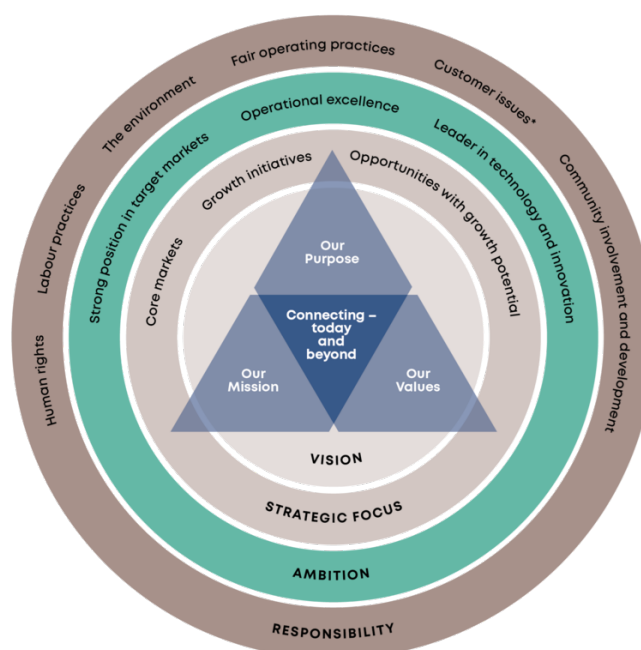 Human rights
Labour practices
The environment
Fair operating practices
Customer issues*
Community involvement and development
Strong position in target markets
Operational excellence
Leader in technology and innovation
Core markets
Growth initiatives
Opportunities with growth potential
Our
Purpose
Connecting –
today
and
beyond
Our
Mission
Our
Values
VISION
STRATEGIC FOCUS
AMBITION
RESPONSIBILITY